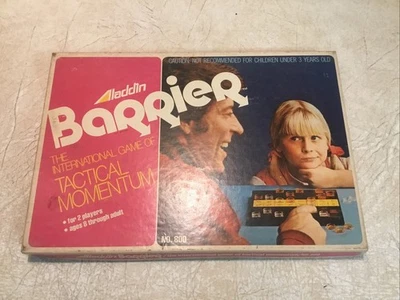 CAUTION: NOT RECOMMENDED FOR CHILDREN UNDER 3 YEARS OLD
Aladdin
BARRIER
THE
INTERNATIONAL GAME OF
TACTICAL
MOMENTUM
• for 2 players
• ages 8 through adult
NO. 800